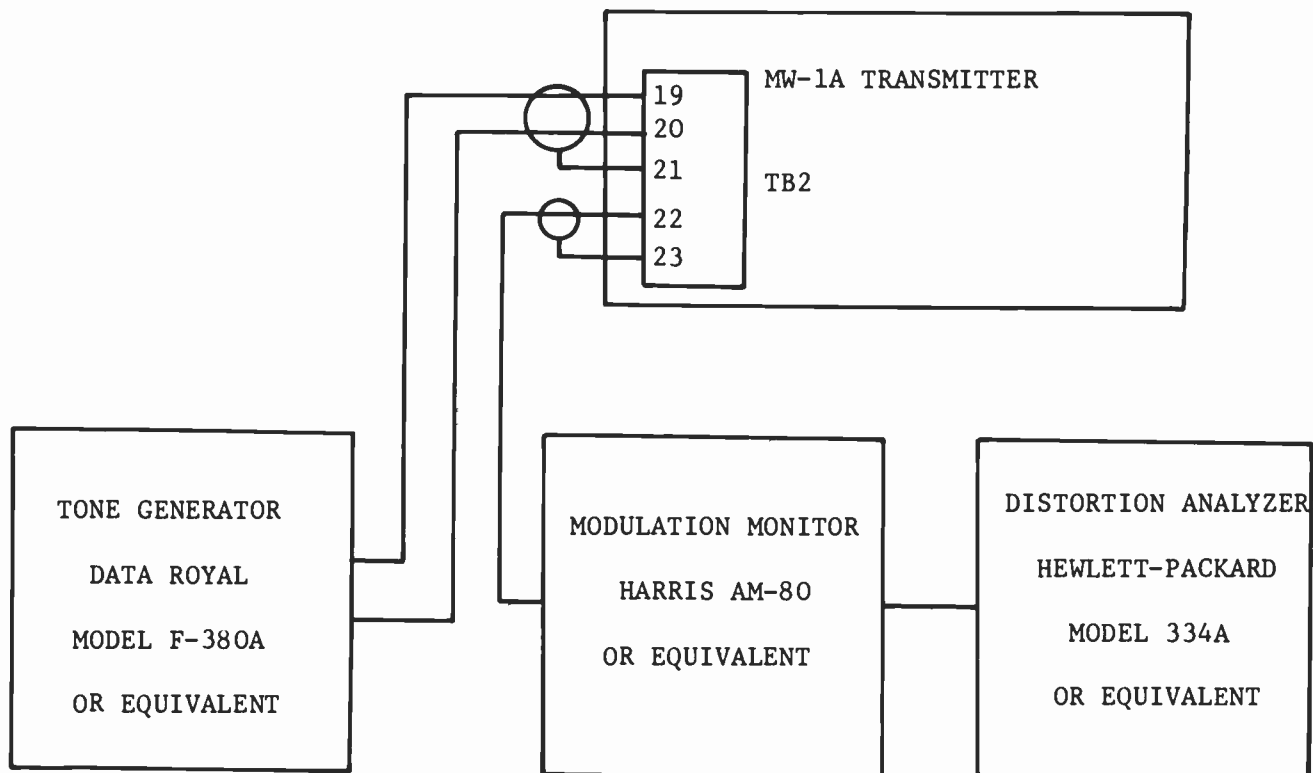 MW-1A TRANSMITTER
19
20
21
TB2
22
23
TONE GENERATOR
DATA ROYAL
MODEL F-380A
OR EQUIVALENT
MODULATION MONITOR
HARRIS AM-80
OR EQUIVALENT
DISTORTION ANALYZER
HEWLETT-PACKARD
MODEL 334A
OR EQUIVALENT